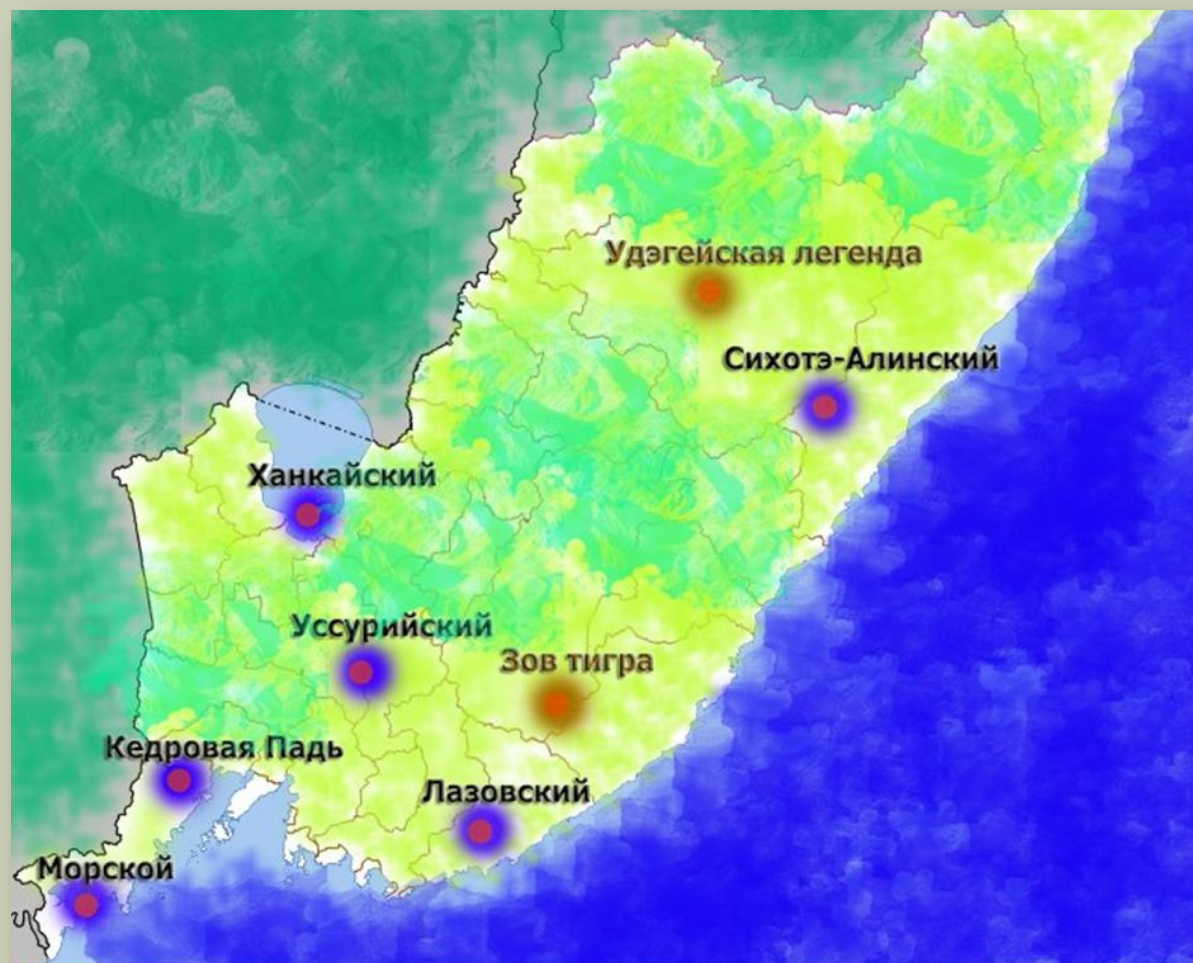 Удэгейская легенда
Сихотэ-Алинский
Ханкайский
Уссурийский
Зов тигра
Кедровая Падь
Лазовский
Морской